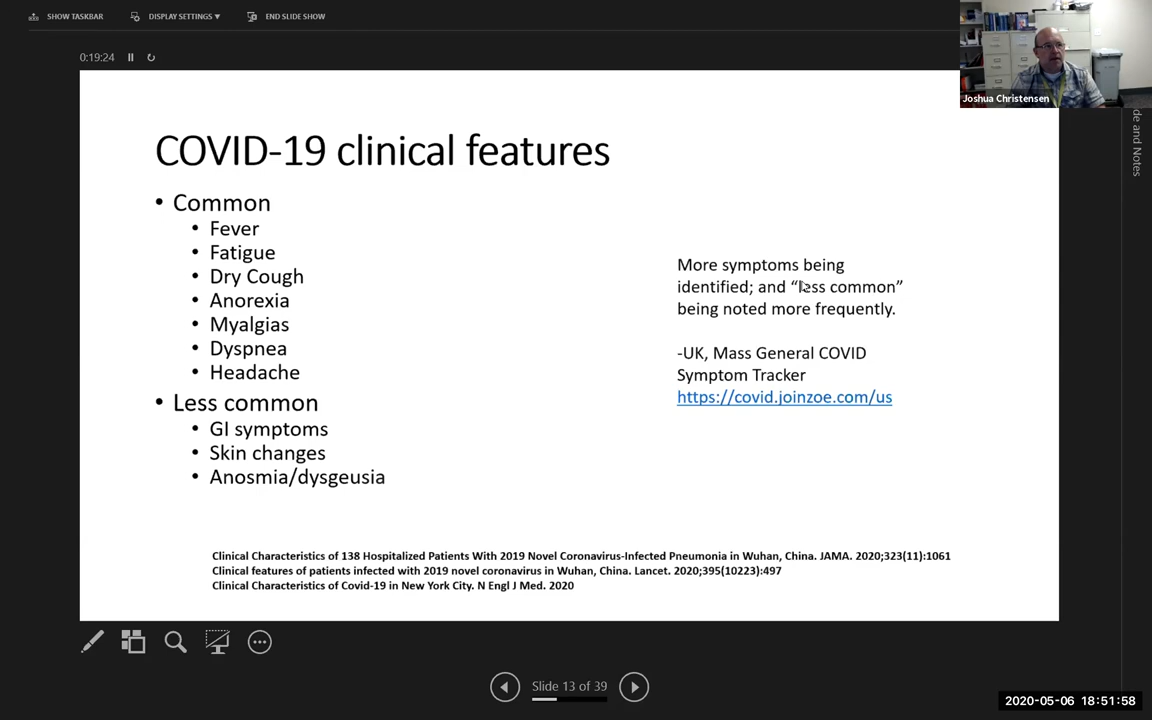 SHOW TASKBAR
DISPLAY SETTINGS ▾
END SLIDE SHOW
0:19:24
Joshua Christensen
de and Notes
COVID-19 clinical features
• Common
• Fever
• Fatigue
• Dry Cough
• Anorexia
• Myalgias
• Dyspnea
• Headache
• Less common
• GI symptoms
• Skin changes
• Anosmia/dysgeusia
More symptoms being
identified; and “less common”
being noted more frequently.
-UK, Mass General COVID
Symptom Tracker
https://covid.joinzoe.com/us
Clinical Characteristics of 138 Hospitalized Patients With 2019 Novel Coronavirus-Infected Pneumonia in Wuhan, China. JAMA. 2020;323(11):1061
Clinical features of patients infected with 2019 novel coronavirus in Wuhan, China. Lancet. 2020;395(10223):497
Clinical Characteristics of Covid-19 in New York City. N Engl J Med. 2020
Slide 13 of 39
2020-05-06 18:51:58